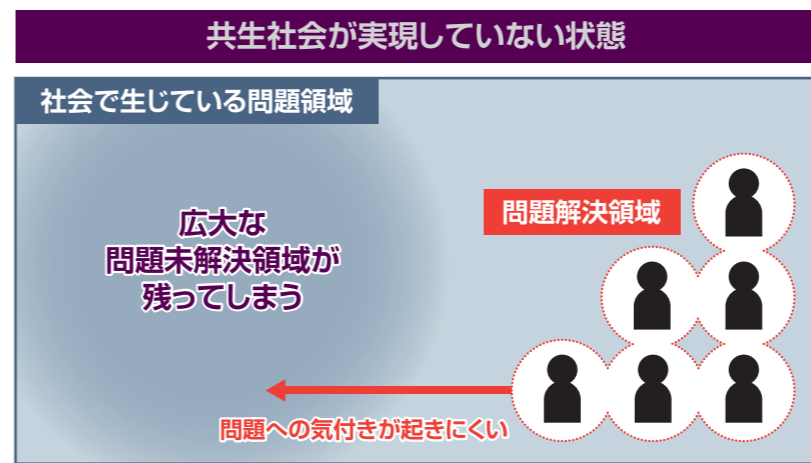 共生社会が実現していない状態
社会で生じている問題領域
広大な
問題未解決領域が
残ってしまう
問題解決領域
問題への気付きが起きにくい